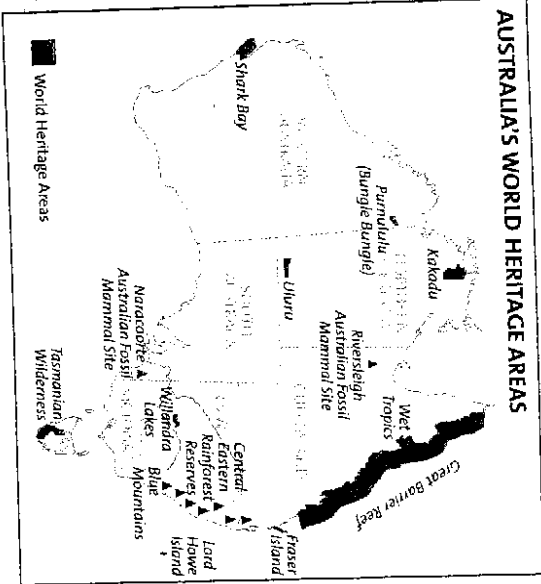 AUSTRALIA'S WORLD HERITAGE AREAS
Kakadu
Purnululu
(Bungle Bungle)
Shark Bay
Uluru
Riversleigh
Australian Fossil
Mammal Site
Wet
Tropics
Great Barrier Reef
Fraser
Island
Central
Eastern
Rainforest
Reserves
Lord
Howe
Island
Willandra
Lakes
Blue
Mountains
Naracoorte
Australian Fossil
Mammal Site
Tasmanian
Wilderness
World Heritage Areas